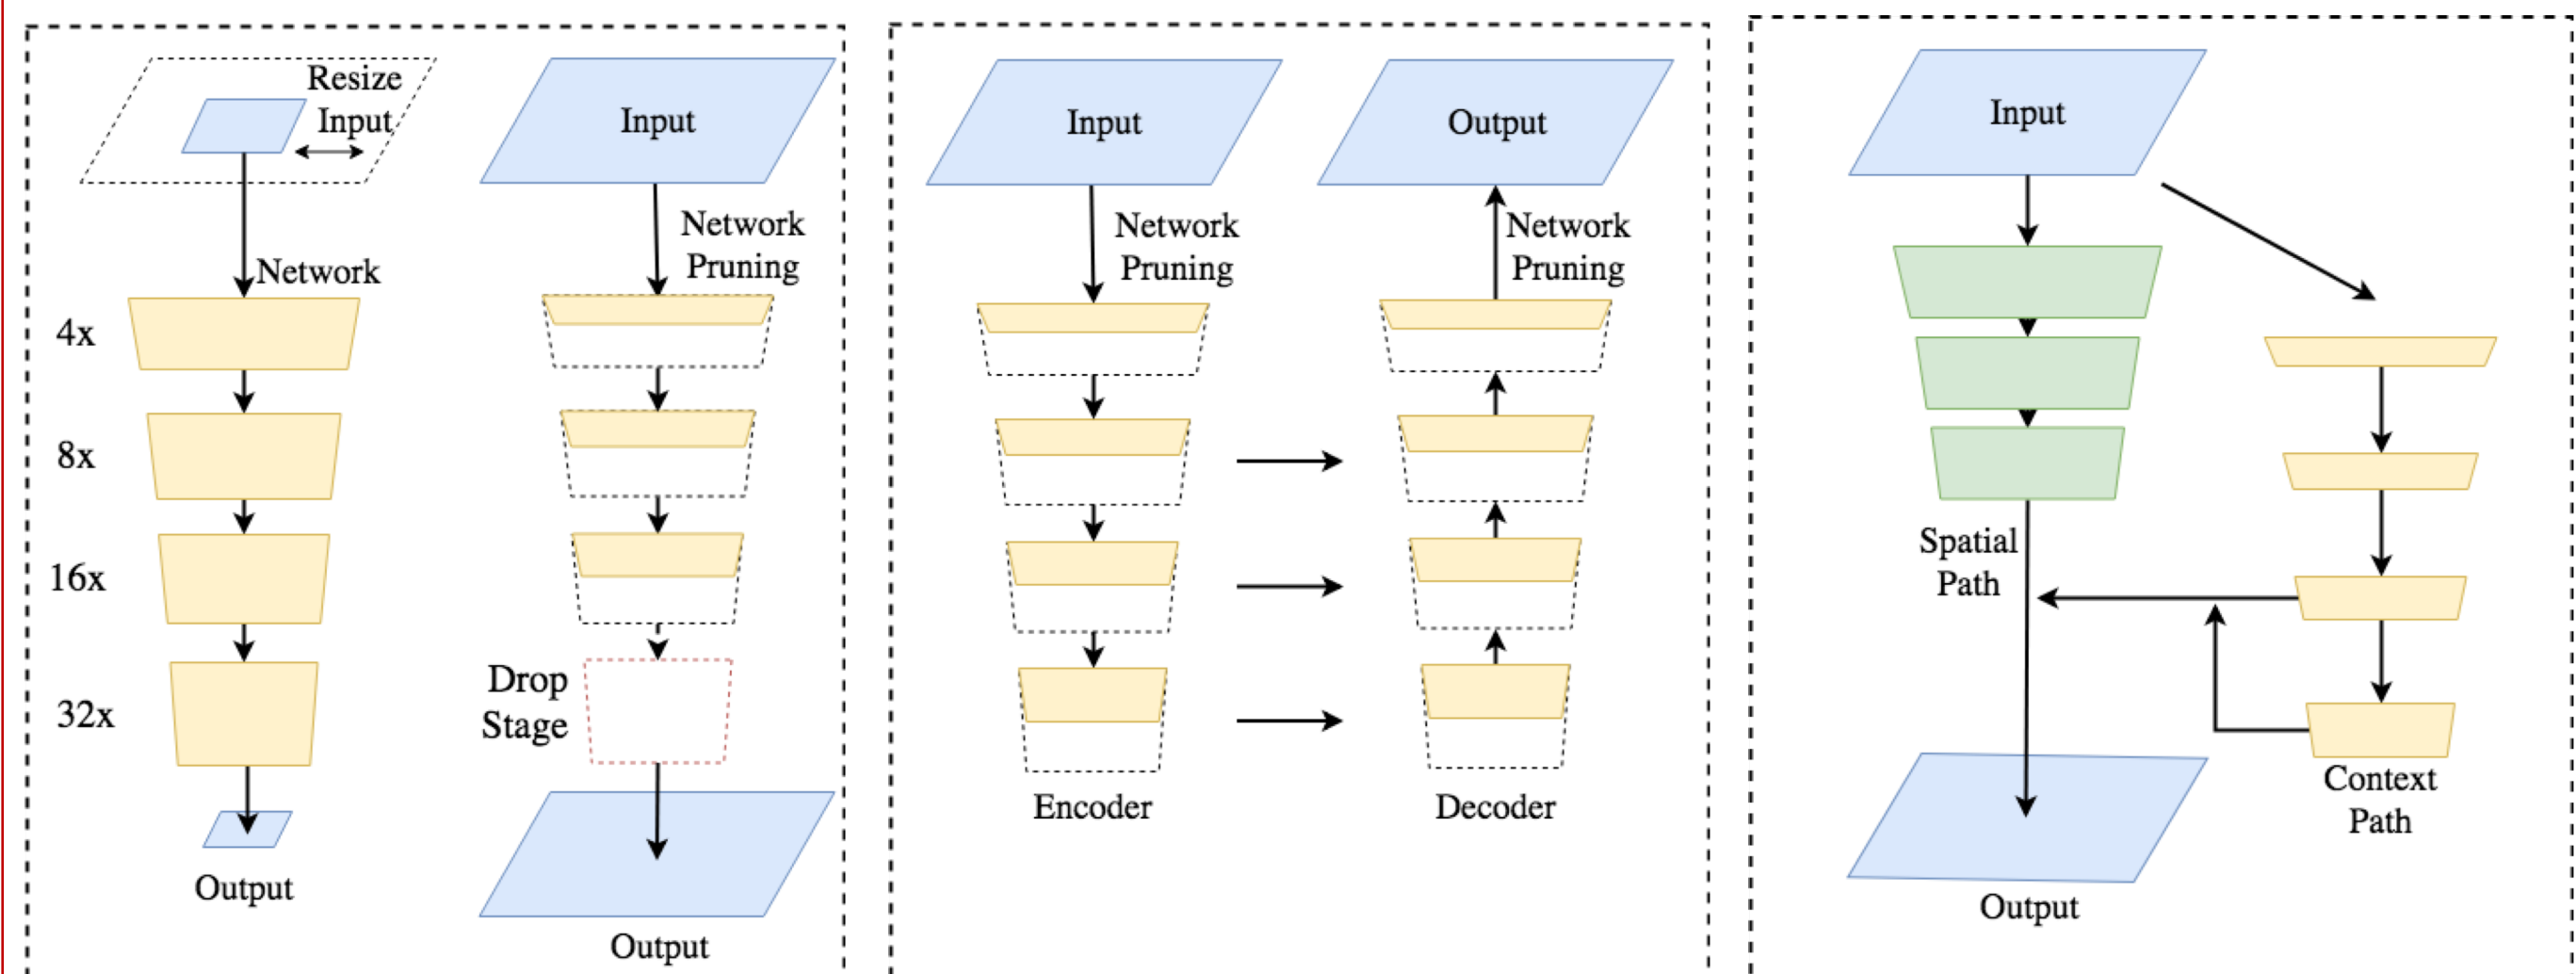 Resize
Input
Network
4x
8x
16x
32x
Output
Input
Network
Pruning
Drop
Stage
Output
Input
Network
Pruning
Encoder
Output
Network
Pruning
Decoder
Input
Spatial
Path
Context
Path
Output